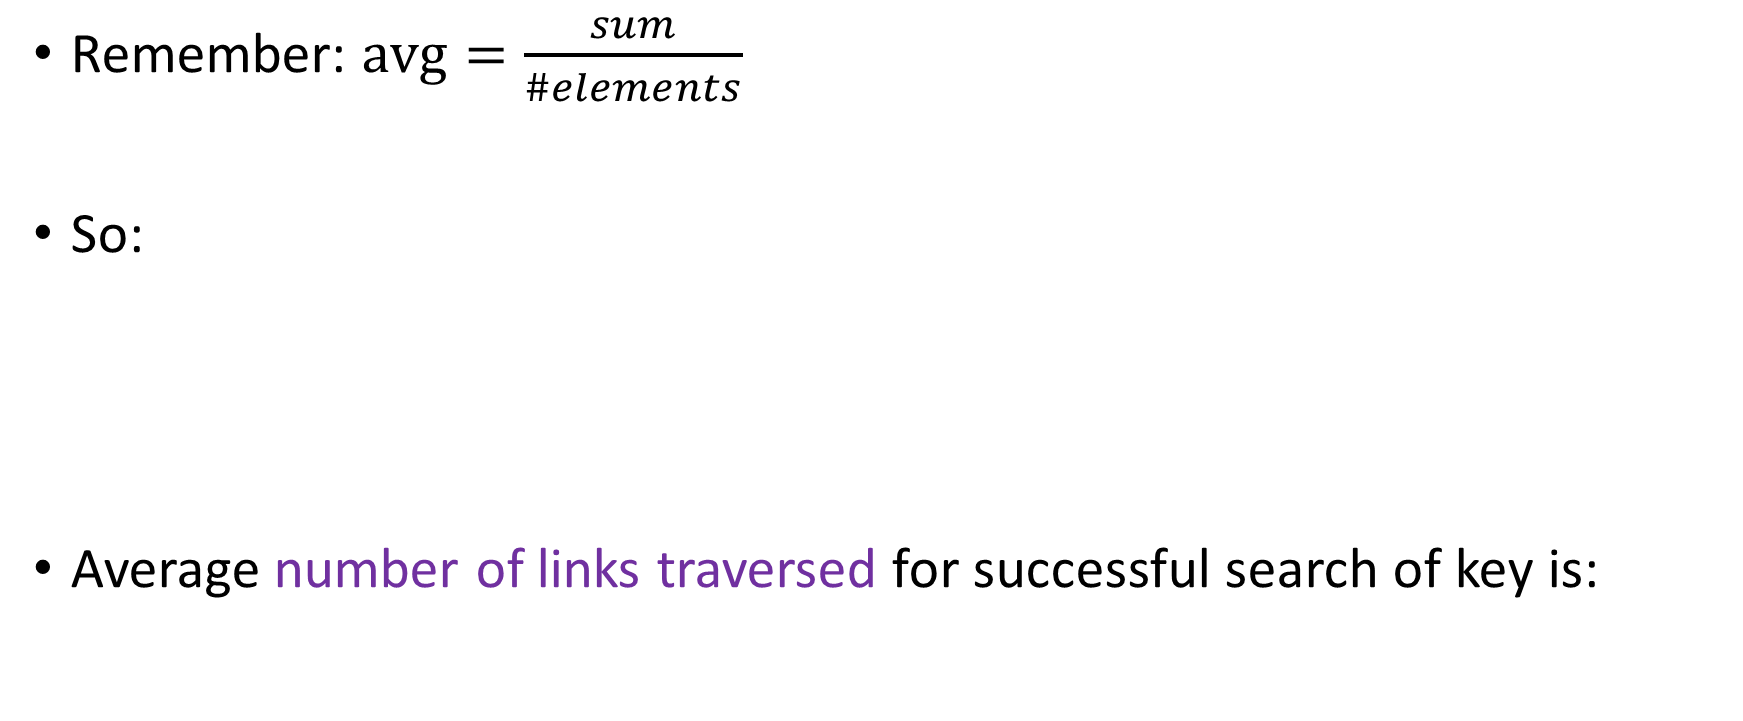 • Remember: avg = sum / #elements
• So:
• Average number of links traversed for successful search of key is: